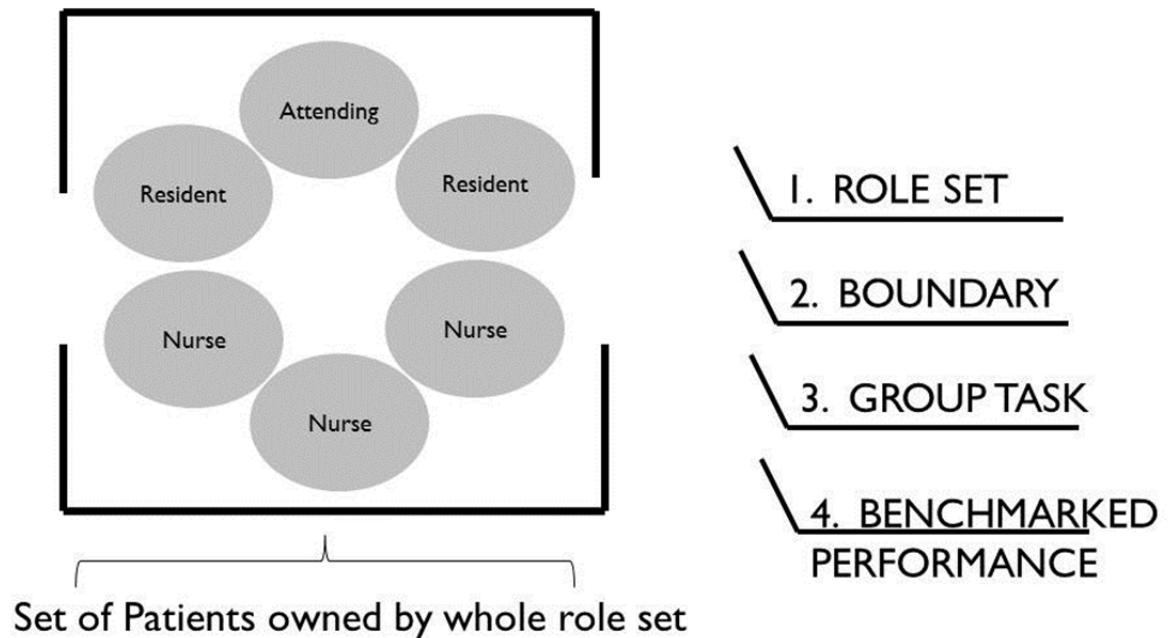 Attending
Resident
Resident
Nurse
Nurse
Nurse
Set of Patients owned by whole role set
1. ROLE SET
2. BOUNDARY
3. GROUP TASK
4. BENCHMARKED
PERFORMANCE